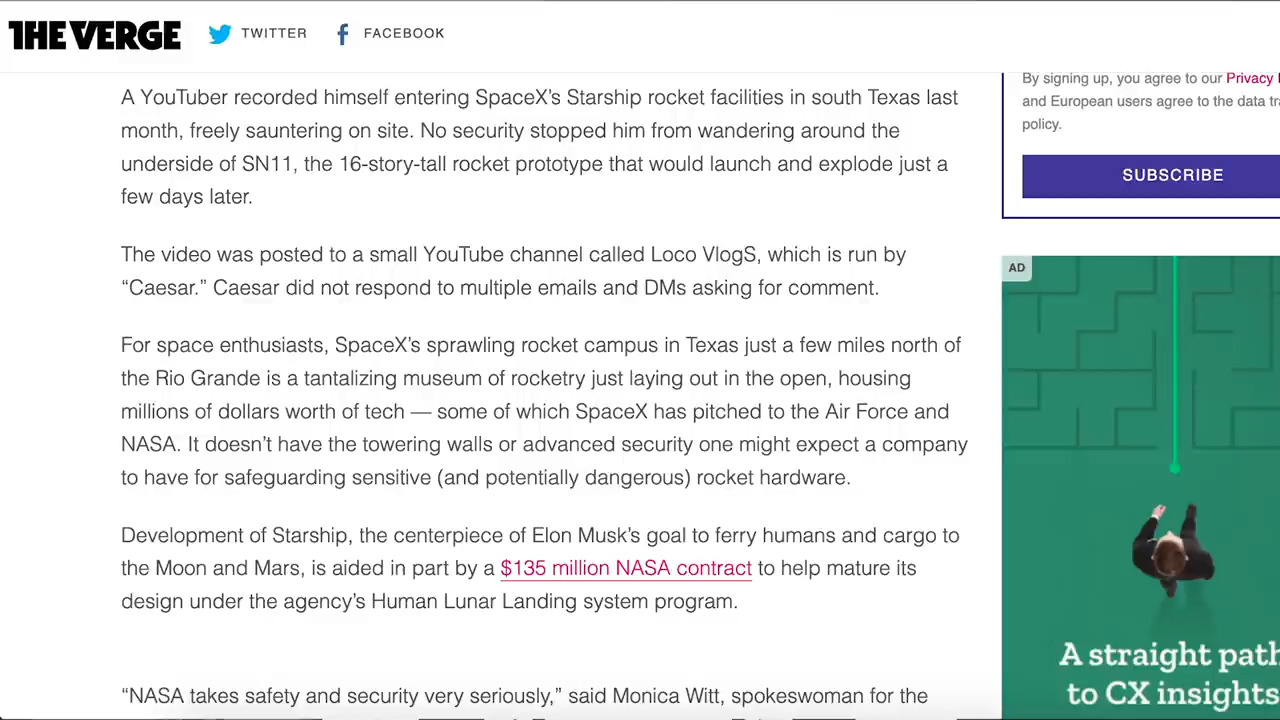 THE VERGE TWITTER FACEBOOK
A YouTuber recorded himself entering SpaceX's Starship rocket facilities in south Texas last
month, freely sauntering on site. No security stopped him from wandering around the
underside of SN11, the 16-story-tall rocket prototype that would launch and explode just a
few days later.
The video was posted to a small YouTube channel called Loco VlogS, which is run by
“Caesar.” Caesar did not respond to multiple emails and DMs asking for comment.
For space enthusiasts, SpaceX’s sprawling rocket campus in Texas just a few miles north of
the Rio Grande is a tantalizing museum of rocketry just laying out in the open, housing
millions of dollars worth of tech — some of which SpaceX has pitched to the Air Force and
NASA. It doesn’t have the towering walls or advanced security one might expect a company
to have for safeguarding sensitive (and potentially dangerous) rocket hardware.
Development of Starship, the centerpiece of Elon Musk’s goal to ferry humans and cargo to
the Moon and Mars, is aided in part by a $135 million NASA contract to help mature its
design under the agency’s Human Lunar Landing system program.
“NASA takes safety and security very seriously,” said Monica Witt, spokeswoman for the
By signing up, you agree to our Privacy
and European users agree to the data
policy.
SUBSCRIBE
AD
A straight path
to CX insights